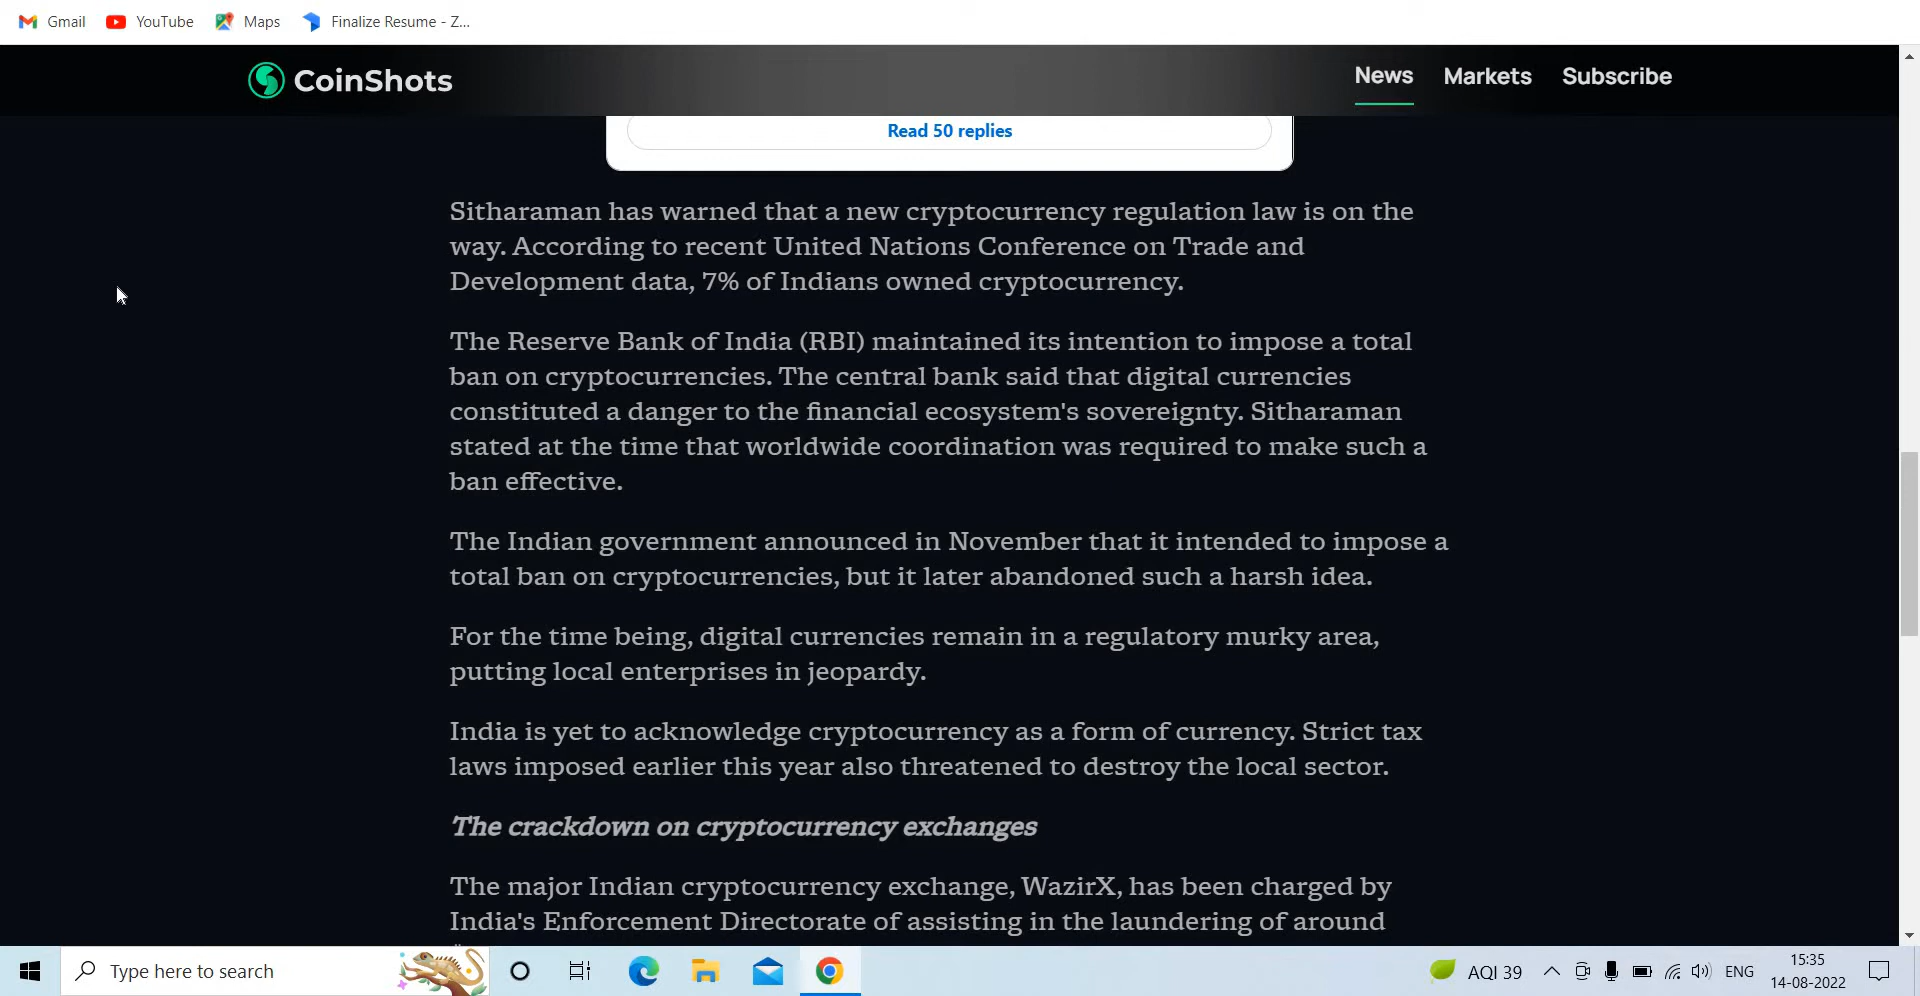 Gmail YouTube Maps Finalize Resume - Z...
CoinShots News Markets Subscribe
Read 50 replies
Sitharaman has warned that a new cryptocurrency regulation law is on the
way. According to recent United Nations Conference on Trade and
Development data, 7% of Indians owned cryptocurrency.
The Reserve Bank of India (RBI) maintained its intention to impose a total
ban on cryptocurrencies. The central bank said that digital currencies
constituted a danger to the financial ecosystem's sovereignty. Sitharaman
stated at the time that worldwide coordination was required to make such a
ban effective.
The Indian government announced in November that it intended to impose a
total ban on cryptocurrencies, but it later abandoned such a harsh idea.
For the time being, digital currencies remain in a regulatory murky area,
putting local enterprises in jeopardy.
India is yet to acknowledge cryptocurrency as a form of currency. Strict tax
laws imposed earlier this year also threatened to destroy the local sector.
The crackdown on cryptocurrency exchanges
The major Indian cryptocurrency exchange, WazirX, has been charged by
India's Enforcement Directorate of assisting in the laundering of around
Type here to search
AQI 39 ENG
15:35
14-08-2022